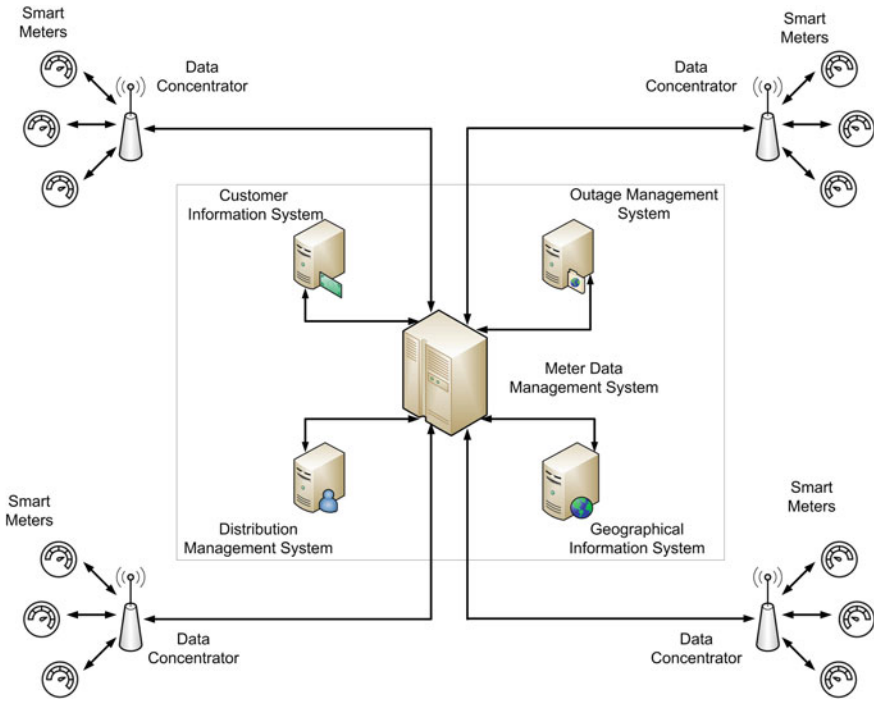 Smart
Meters
Data
Concentrator
Smart
Meters
Data
Concentrator
Customer
Information System
Outage Management
System
Meter Data
Management System
Distribution
Management System
Geographical
Information System
Smart
Meters
Data
Concentrator
Smart
Meters
Data
Concentrator